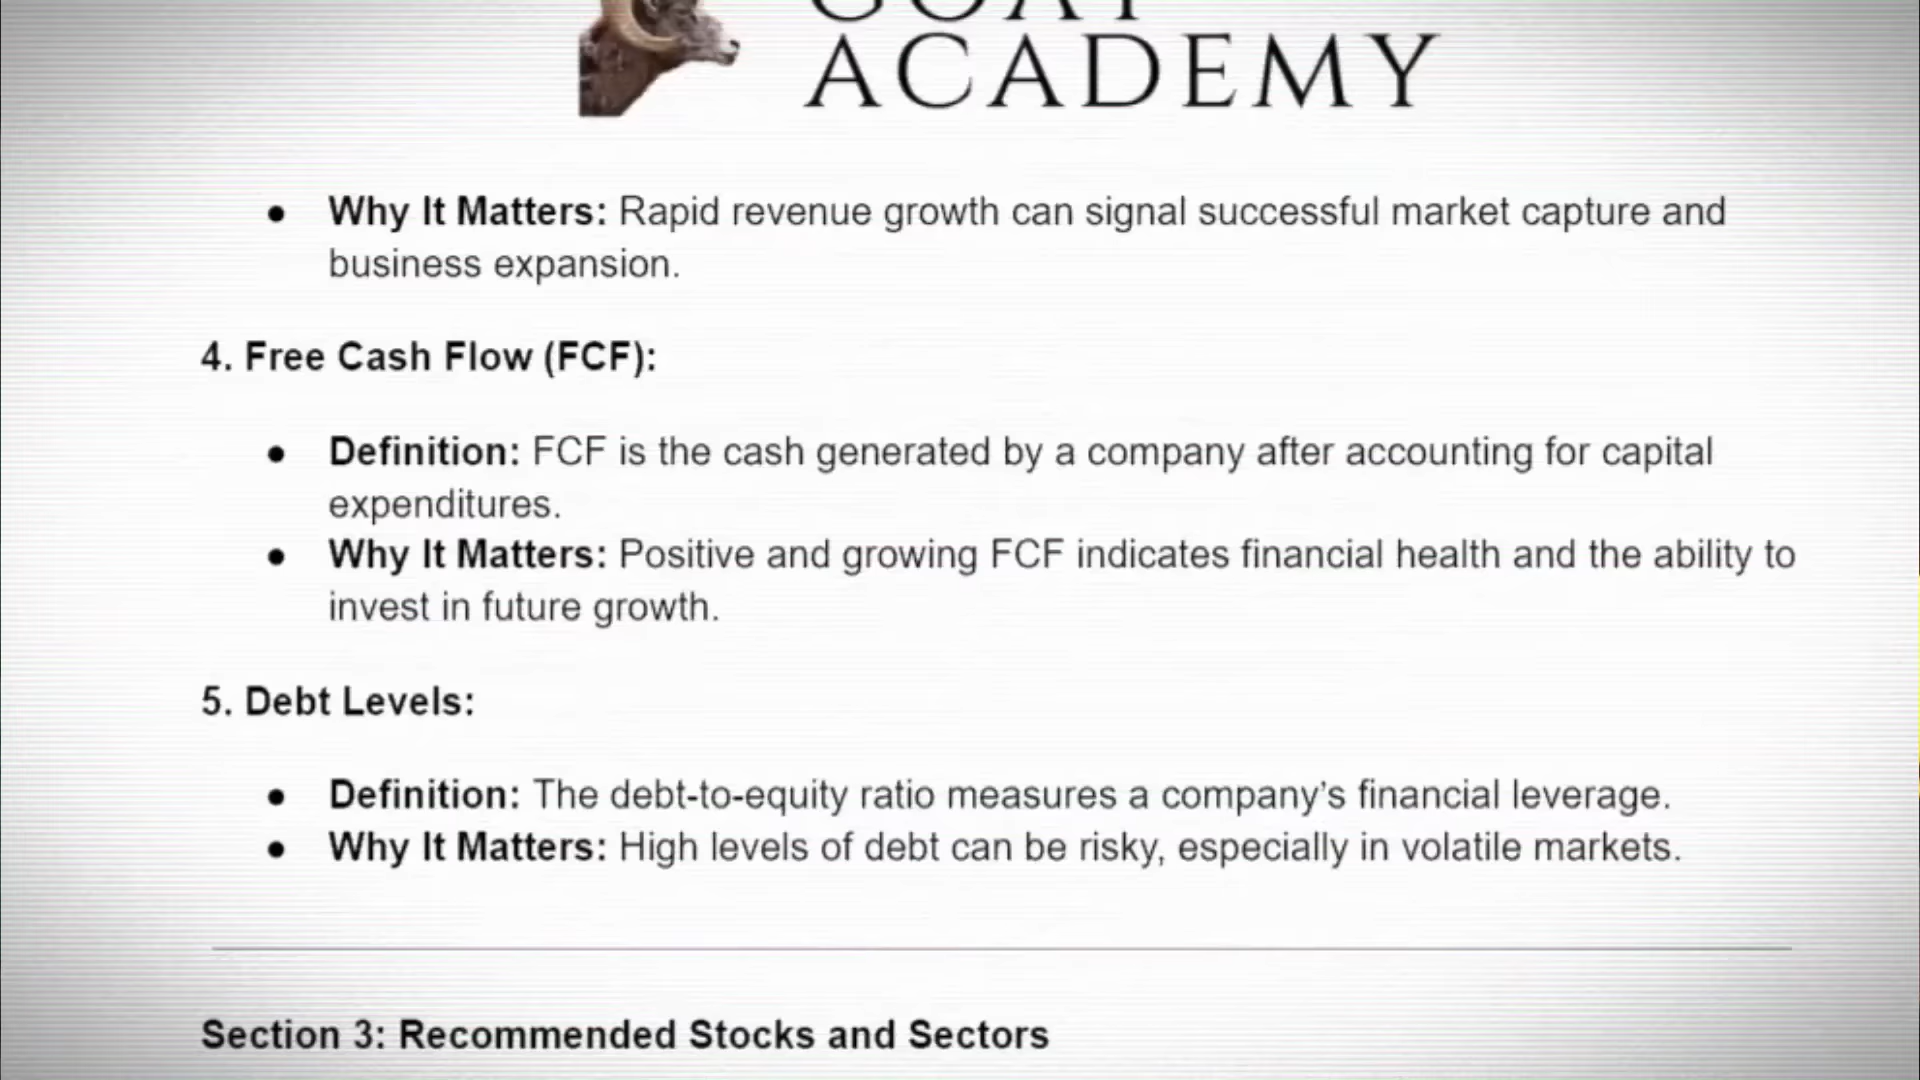 GOAT
ACADEMY
● Why It Matters: Rapid revenue growth can signal successful market capture and
business expansion.
4. Free Cash Flow (FCF):
● Definition: FCF is the cash generated by a company after accounting for capital
expenditures.
● Why It Matters: Positive and growing FCF indicates financial health and the ability to
invest in future growth.
5. Debt Levels:
● Definition: The debt-to-equity ratio measures a company’s financial leverage.
● Why It Matters: High levels of debt can be risky, especially in volatile markets.
Section 3: Recommended Stocks and Sectors